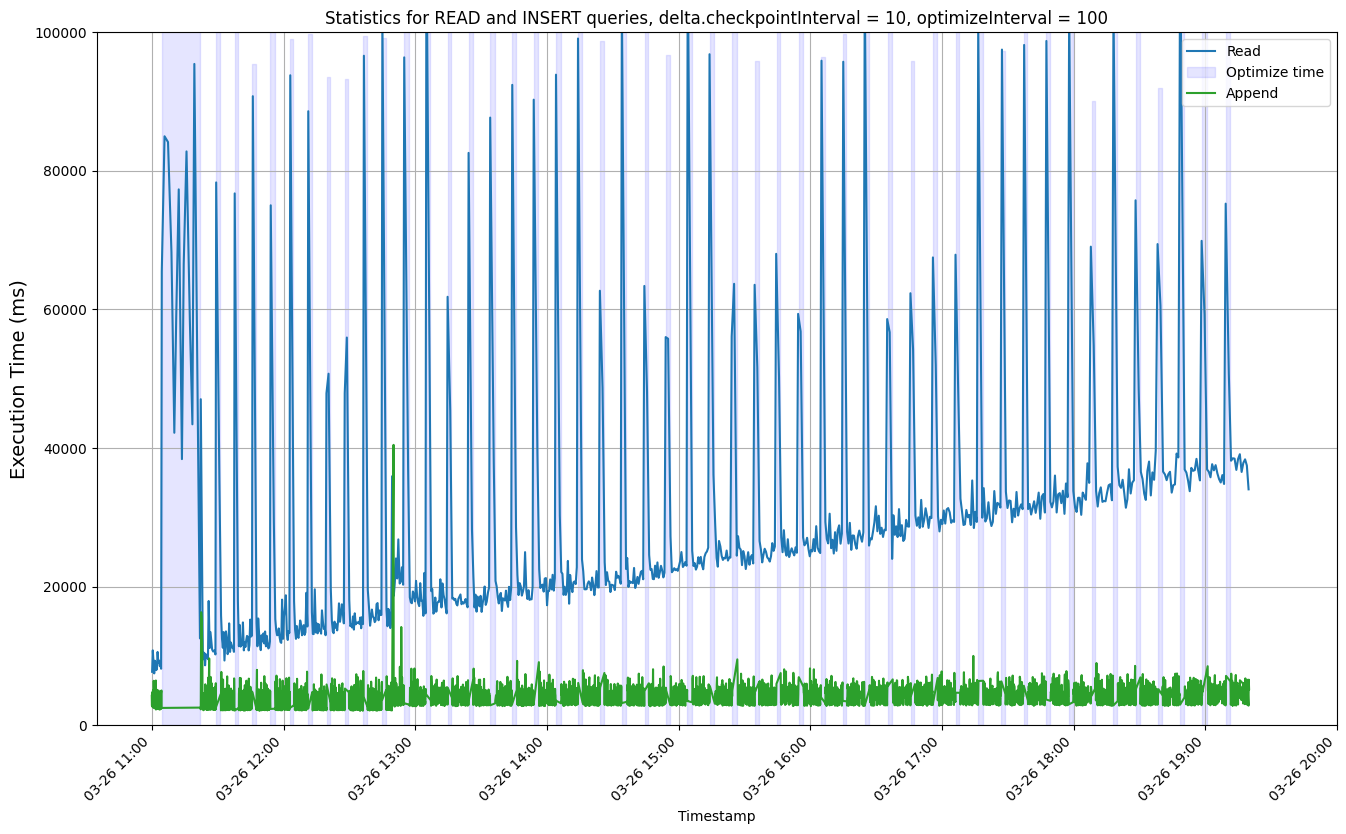 Statistics for READ and INSERT queries, delta.checkpointInterval = 10, optimizeInterval = 100
Read
Optimize time
Append
Execution Time (ms)
100000
80000
60000
40000
20000
0
03-26 11:00
03-26 12:00
03-26 13:00
03-26 14:00
03-26 15:00
03-26 16:00
03-26 17:00
03-26 18:00
03-26 19:00
03-26 20:00
Timestamp